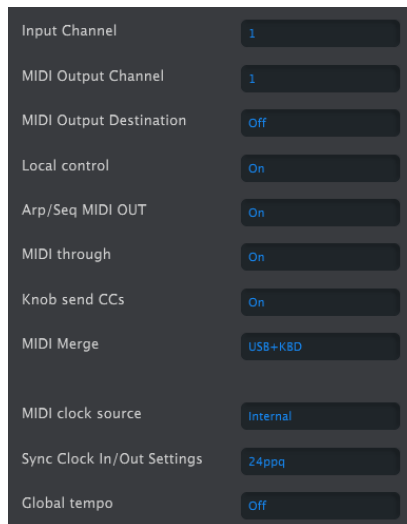 Input Channel 1
MIDI Output Channel 1
MIDI Output Destination Off
Local control On
Arp/Seq MIDI OUT On
MIDI through On
Knob send CCs On
MIDI Merge USB+KBD
MIDI clock source Internal
Sync Clock In/Out Settings 24ppq
Global tempo Off